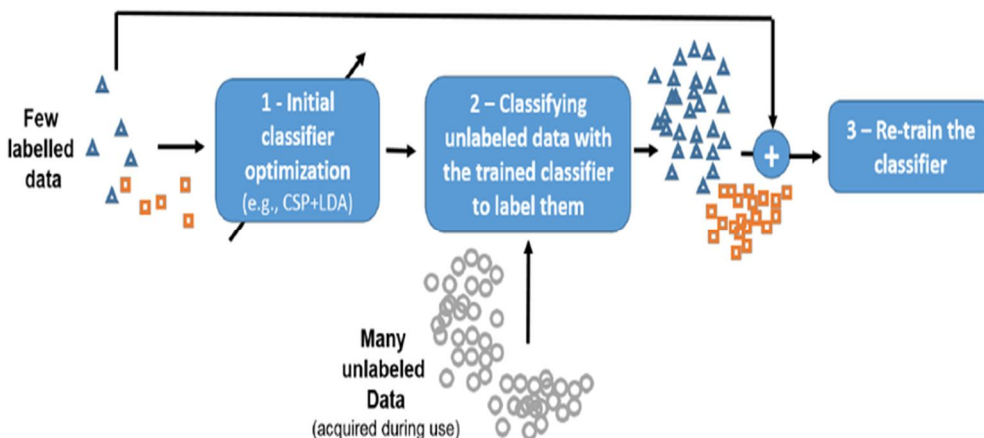 Few
labelled
data
1 - Initial
classifier
optimization
(e.g., CSP+LDA)
2 – Classifying
unlabeled data with
the trained classifier
to label them
+
3 – Re-train the
classifier
Many
unlabeled
Data
(acquired during use)